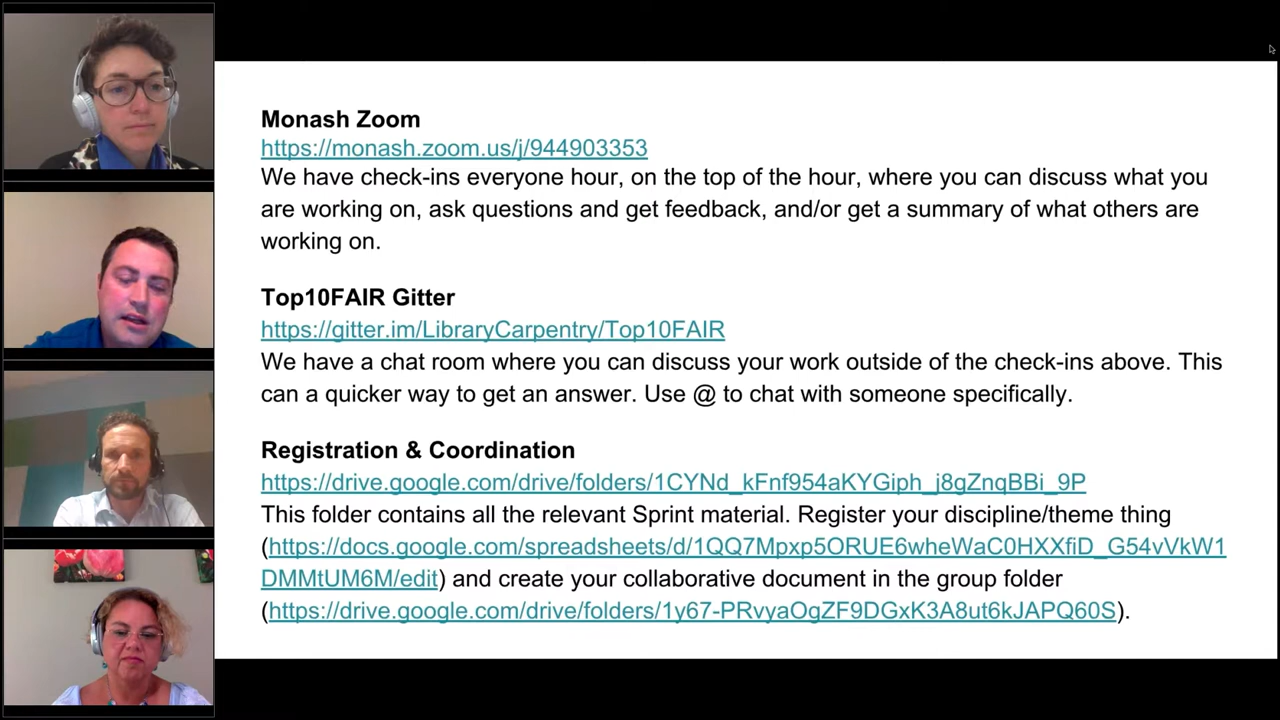 Monash Zoom
https://monash.zoom.us/j/944903353
We have check-ins everyone hour, on the top of the hour, where you can discuss what you
are working on, ask questions and get feedback, and/or get a summary of what others are
working on.
Top10FAIR Gitter
https://gitter.im/LibraryCarpentry/Top10FAIR
We have a chat room where you can discuss your work outside of the check-ins above. This
can a quicker way to get an answer. Use @ to chat with someone specifically.
Registration & Coordination
https://drive.google.com/drive/folders/1CYNd_kFnf954aKYGiph_j8gZnqBBi_9P
This folder contains all the relevant Sprint material. Register your discipline/theme thing
(https://docs.google.com/spreadsheets/d/1QQ7Mpxp5ORUE6wheWaC0HXXfiD_G54vVkW1
DMMtUM6M/edit) and create your collaborative document in the group folder
(https://drive.google.com/drive/folders/1y67-PRvyaOgZF9DGxK3A8ut6kJAPQ60S).